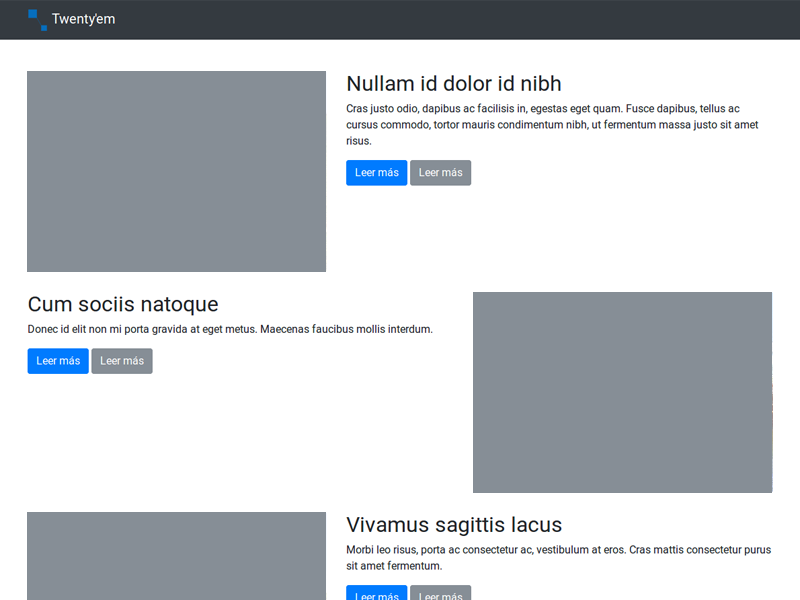 Twenty'em
Nullam id dolor id nibh
Cras justo odio, dapibus ac facilisis in, egestas eget quam. Fusce dapibus, tellus ac
cursus commodo, tortor mauris condimentum nibh, ut fermentum massa justo sit amet
risus.
Leer más Leer más
Cum sociis natoque
Donec id elit non mi porta gravida at eget metus. Maecenas faucibus mollis interdum.
Leer más Leer más
Vivamus sagittis lacus
Morbi leo risus, porta ac consectetur ac, vestibulum at eros. Cras mattis consectetur purus
sit amet fermentum.
Leer más Leer más